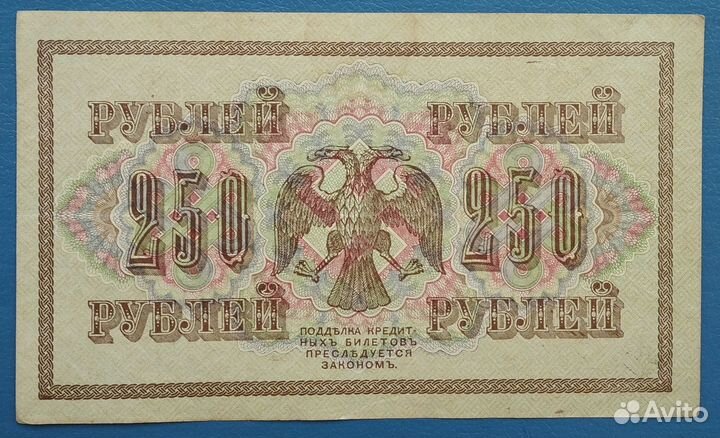 РУБЛЕЙ РУБЛЕЙ
250 250
РУБЛЕЙ РУБЛЕЙ
ПОДДѢЛКА КРЕДИТ-
НЫХЪ БИЛЕТОВЪ
ПРЕСЛѢДУЕТСЯ
ЗАКОНОМЪ.
Avito